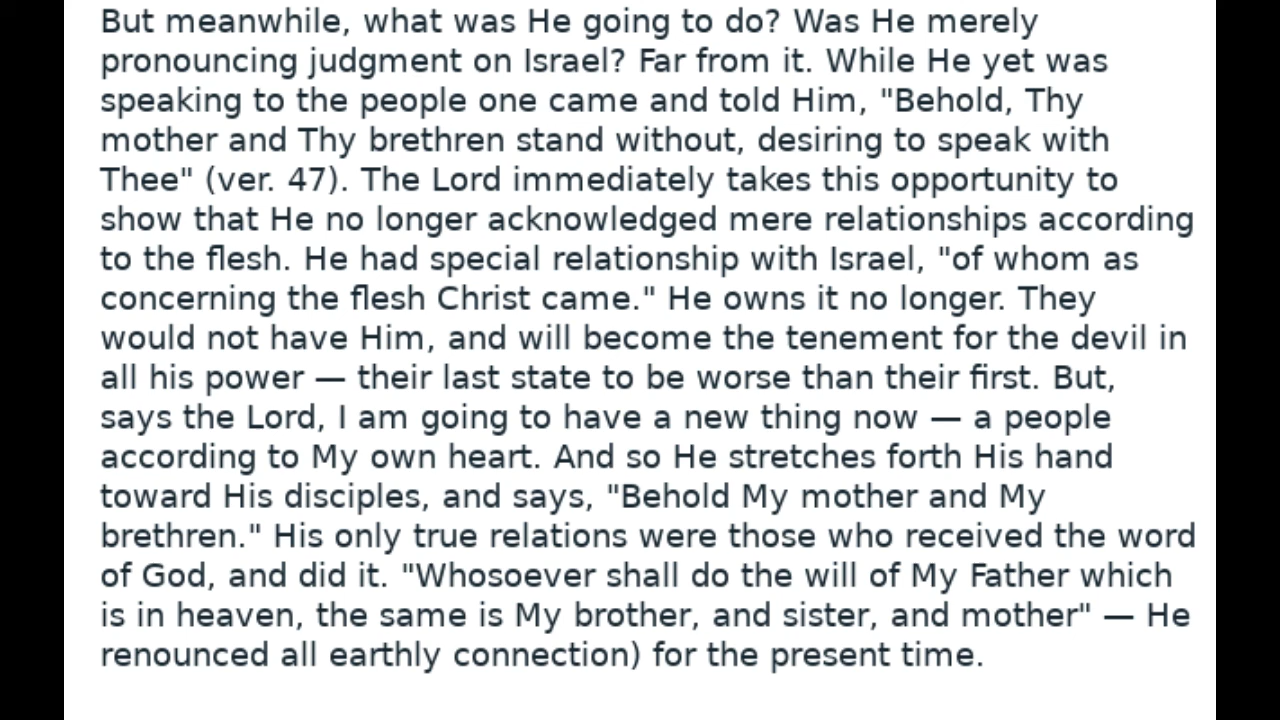 But meanwhile, what was He going to do? Was He merely
pronouncing judgment on Israel? Far from it. While He yet was
speaking to the people one came and told Him, "Behold, Thy
mother and Thy brethren stand without, desiring to speak with
Thee" (ver. 47). The Lord immediately takes this opportunity to
show that He no longer acknowledged mere relationships according
to the flesh. He had special relationship with Israel, "of whom as
concerning the flesh Christ came." He owns it no longer. They
would not have Him, and will become the tenement for the devil in
all his power — their last state to be worse than their first. But,
says the Lord, I am going to have a new thing now — a people
according to My own heart. And so He stretches forth His hand
toward His disciples, and says, "Behold My mother and My
brethren." His only true relations were those who received the word
of God, and did it. "Whosoever shall do the will of My Father which
is in heaven, the same is My brother, and sister, and mother" — He
renounced all earthly connection) for the present time.